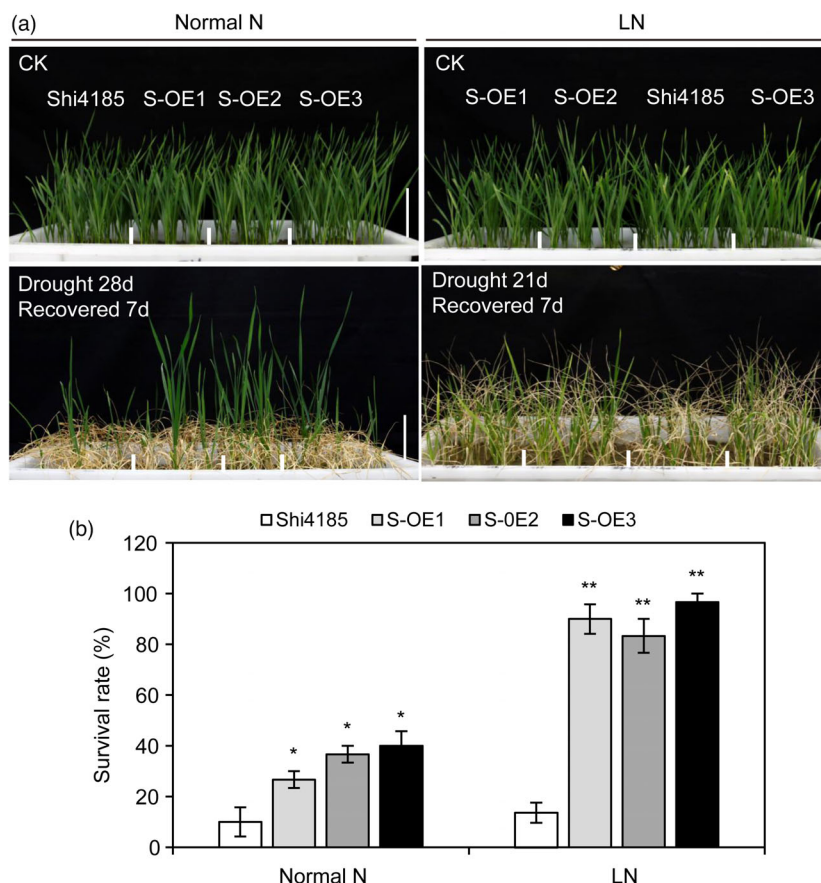 (a)
Normal N
LN
CK
Shi4185 S-OE1 S-OE2 S-OE3
CK
S-OE1 S-OE2 Shi4185 S-OE3
Drought 28d
Recovered 7d
Drought 21d
Recovered 7d
(b)
Shi4185 S-OE1 S-0E2 S-OE3
Survival rate (%)
120
100
80
60
40
20
0
** ** **
* * *
Normal N LN